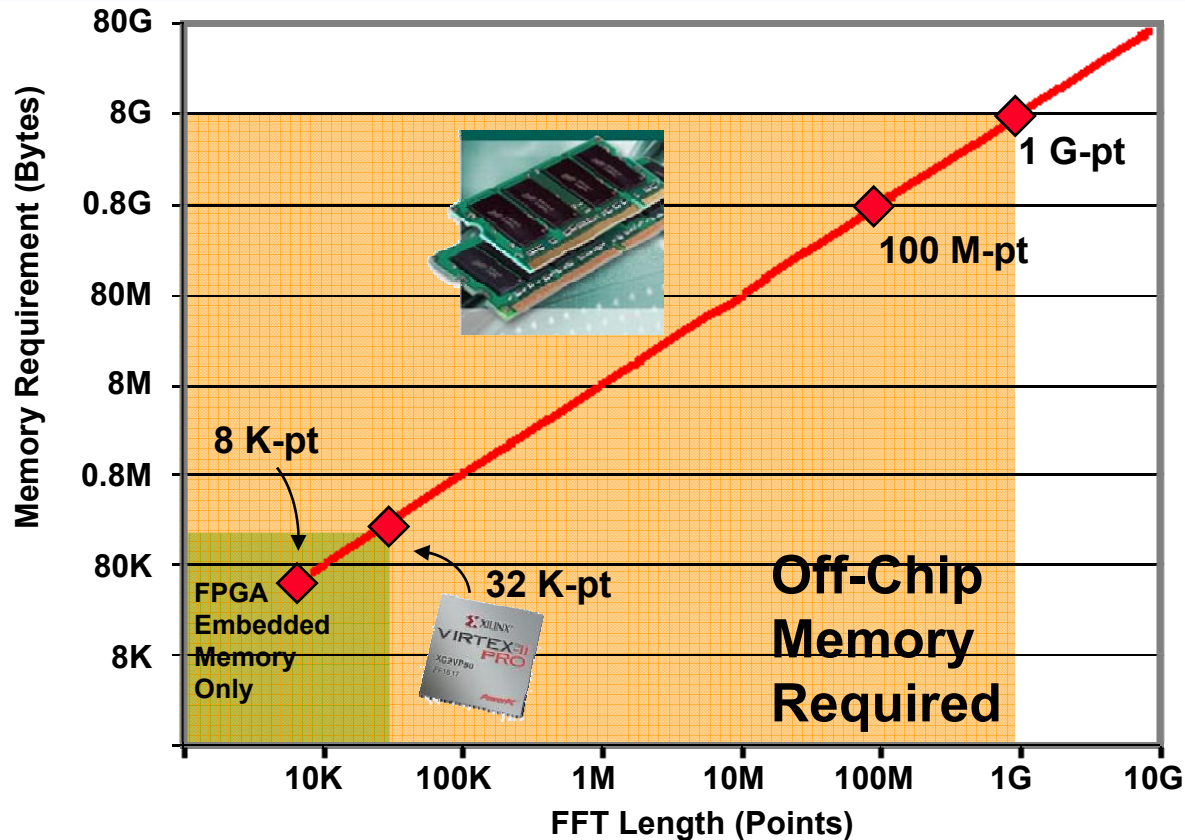 80G
8G
0.8G
80M
8M
0.8M
80K
8K
Memory Requirement (Bytes)
1 G-pt
100 M-pt
8 K-pt
32 K-pt
FPGA
Embedded
Memory
Only
XILINX
VIRTEX-II
PRO
PowerPC
Off-Chip
Memory
Required
10K
100K
1M
10M
100M
1G
10G
FFT Length (Points)